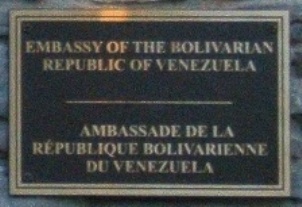 EMBASSY OF THE BOLIVARIAN
REPUBLIC OF VENEZUELA
AMBASSADE DE LA
RÉPUBLIQUE BOLIVARIENNE
DU VENEZUELA